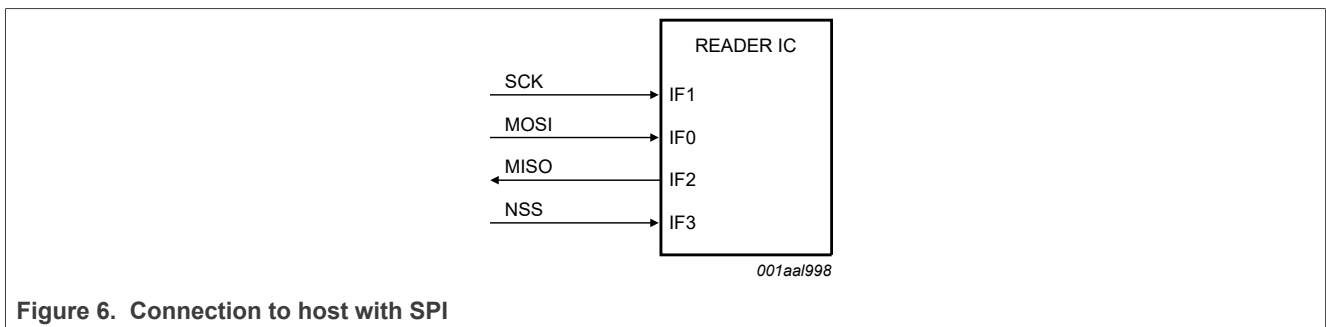 READER IC
SCK
IF1
MOSI
IF0
MISO
IF2
NSS
IF3
001aal998
Figure 6. Connection to host with SPI